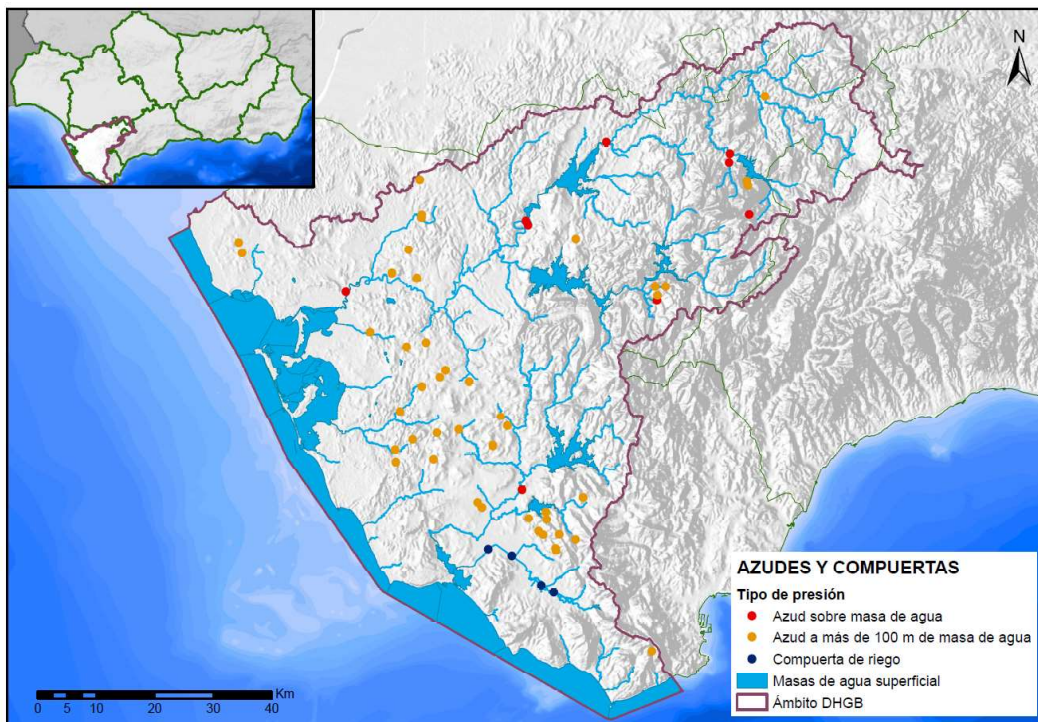 N
AZUDES Y COMPUERTAS
Tipo de presión
Azud sobre masa de agua
Azud a más de 100 m de masa de agua
Compuerta de riego
Masas de agua superficial
Ámbito DHGB
Km
0 5 10 20 30 40